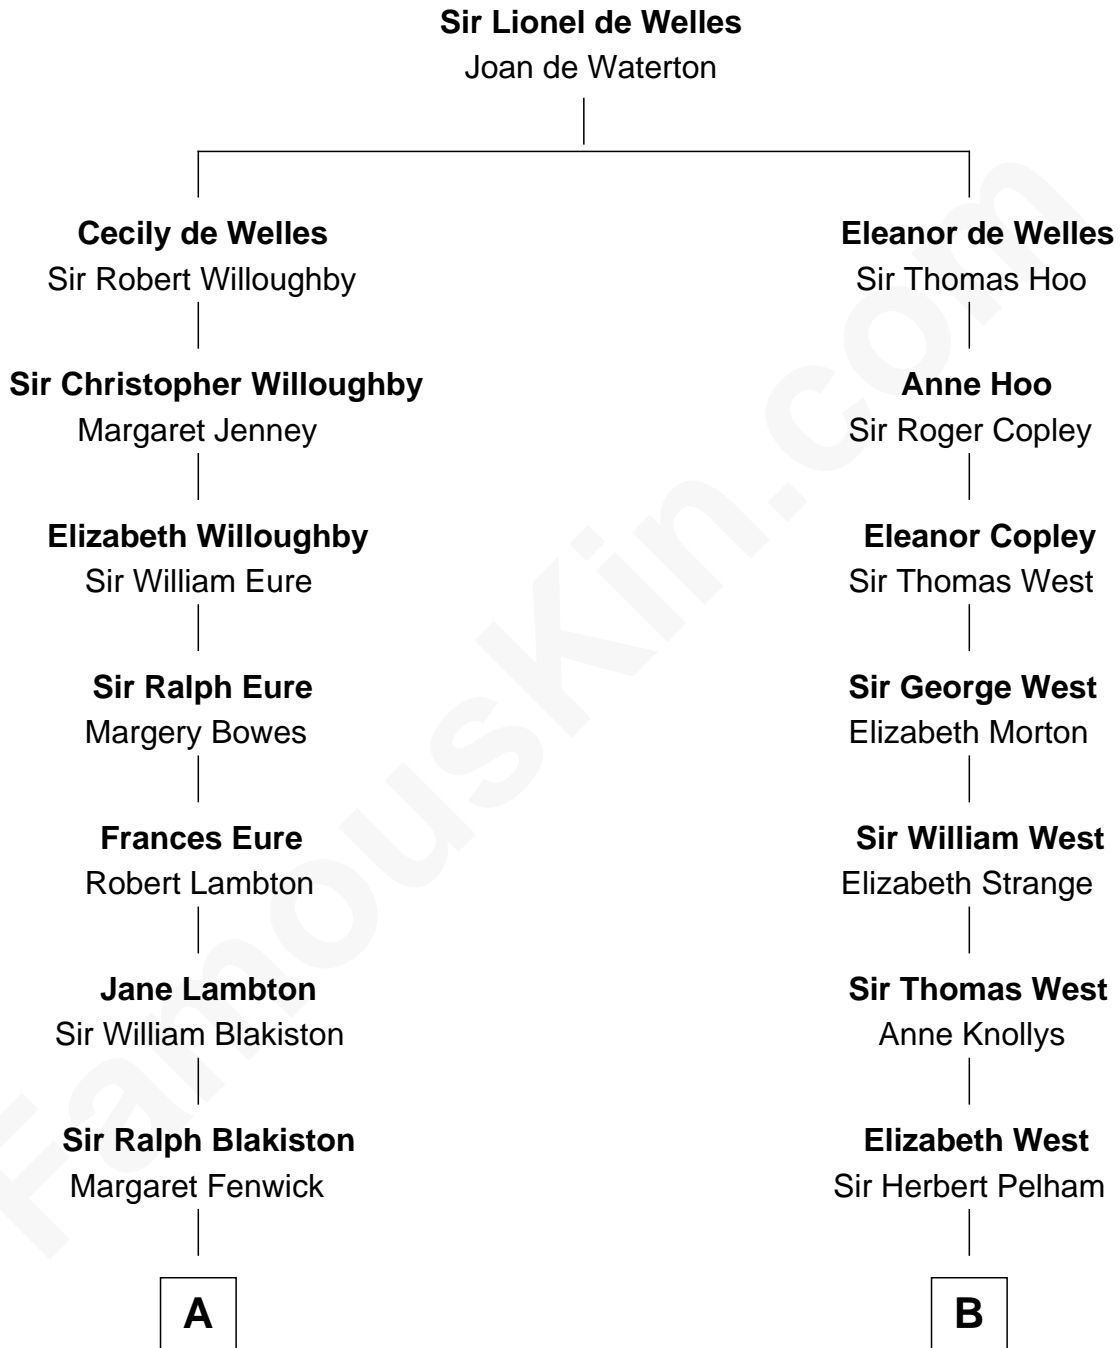 Sir Lionel de Welles
Joan de Waterton
Cecily de Welles
Sir Robert Willoughby
Eleanor de Welles
Sir Thomas Hoo
Sir Christopher Willoughby
Margaret Jenney
Anne Hoo
Sir Roger Copley
Elizabeth Willoughby
Sir William Eure
Eleanor Copley
Sir Thomas West
Sir Ralph Eure
Margery Bowes
Sir George West
Elizabeth Morton
Frances Eure
Robert Lambton
Sir William West
Elizabeth Strange
Jane Lambton
Sir William Blakiston
Sir Thomas West
Anne Knollys
Sir Ralph Blakiston
Margaret Fenwick
Elizabeth West
Sir Herbert Pelham
A
B
FamousKin.com